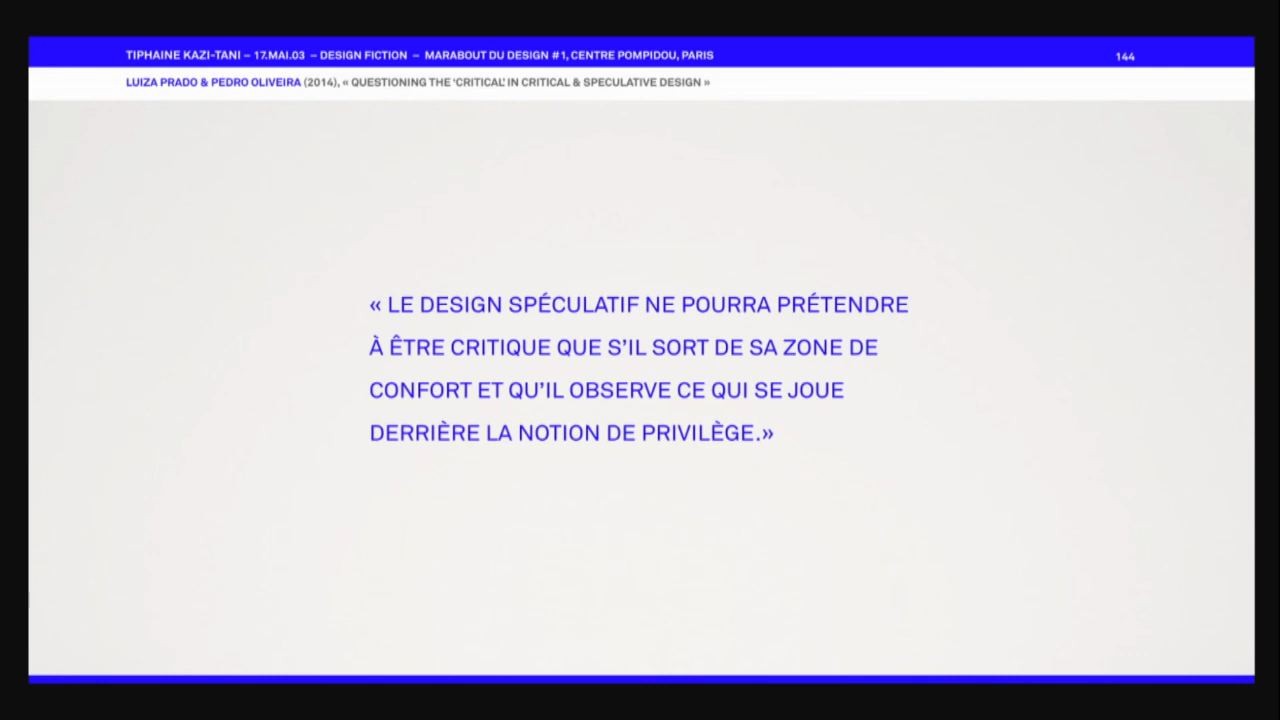 TIPHAINE KAZI-TANI – 17.MAI.03 – DESIGN FICTION – MARABOUT DU DESIGN #1, CENTRE POMPIDOU, PARIS
144
LUIZA PRADO & PEDRO OLIVEIRA (2014), « QUESTIONING THE ‘CRITICAL’ IN CRITICAL & SPECULATIVE DESIGN »
« LE DESIGN SPÉCULATIF NE POURRA PRÉTENDRE
À ÊTRE CRITIQUE QUE S’IL SORT DE SA ZONE DE
CONFORT ET QU’IL OBSERVE CE QUI SE JOUE
DERRIÈRE LA NOTION DE PRIVILÈGE.»